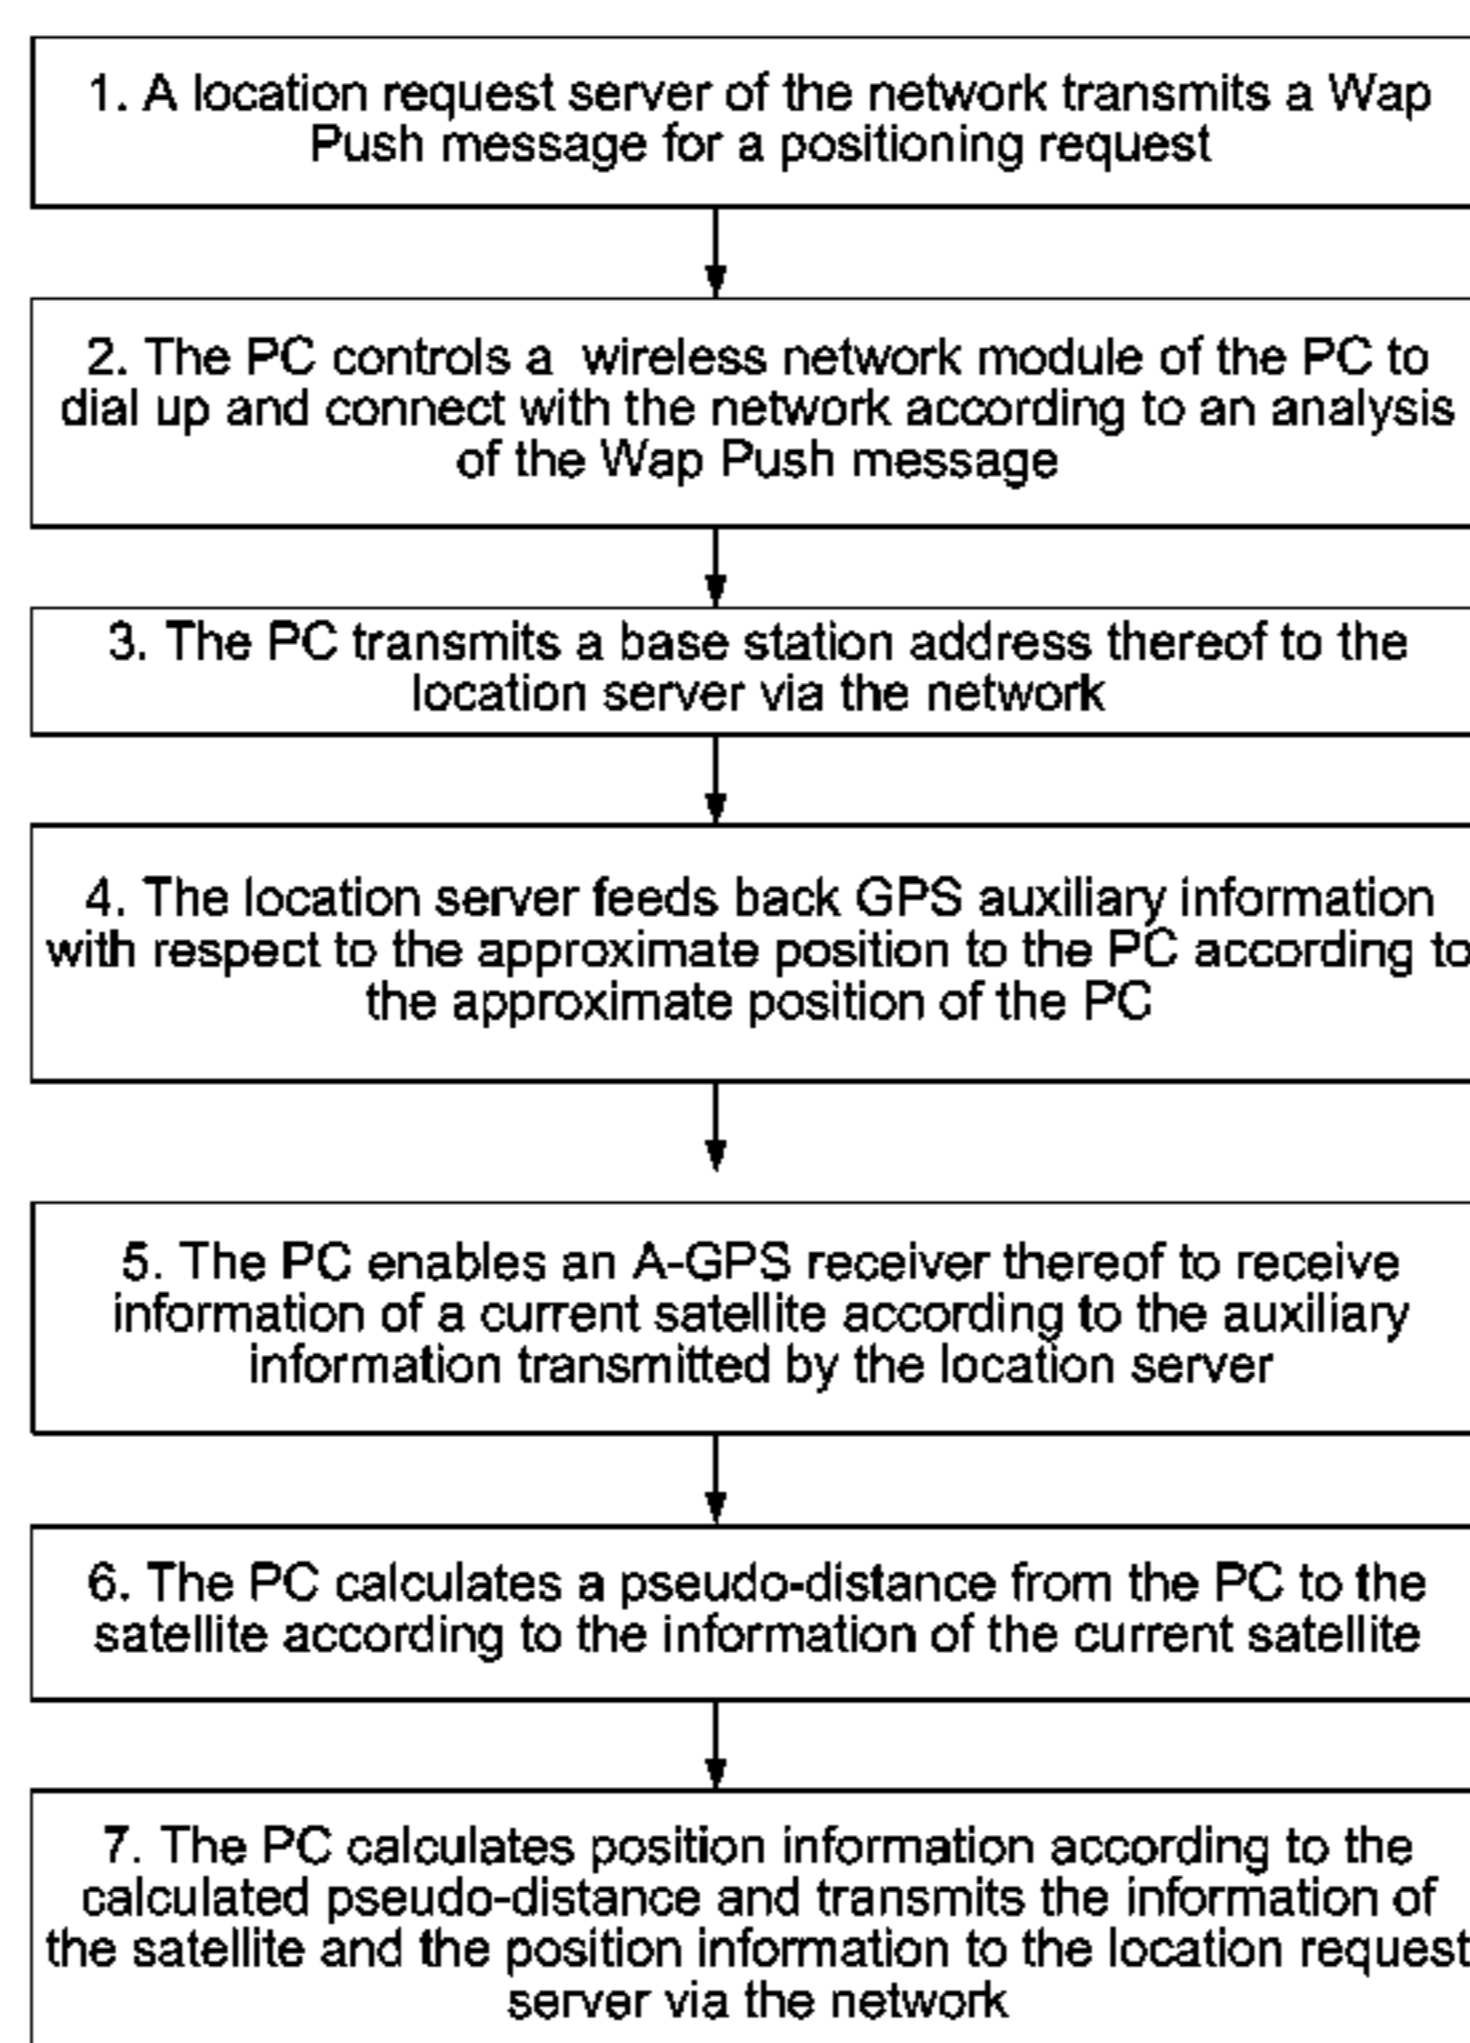 1. A location request server of the network transmits a Wap
Push message for a positioning request
2. The PC controls a wireless network module of the PC to
dial up and connect with the network according to an analysis
of the Wap Push message
3. The PC transmits a base station address thereof to the
location server via the network
4. The location server feeds back GPS auxiliary information
with respect to the approximate position to the PC according to
the approximate position of the PC
5. The PC enables an A-GPS receiver thereof to receive
information of a current satellite according to the auxiliary
information transmitted by the location server
6. The PC calculates a pseudo-distance from the PC to the
satellite according to the information of the current satellite
7. The PC calculates position information according to the
calculated pseudo-distance and transmits the information of
the satellite and the position information to the location request
server via the network